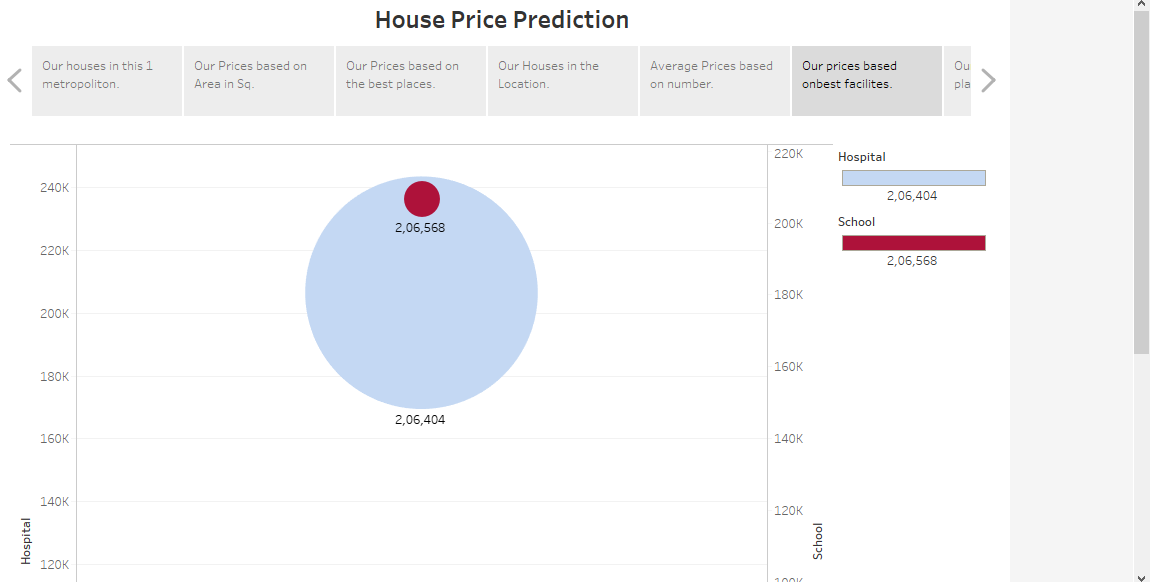 House Price Prediction
Our houses in this 1
metropoliton.
Our Prices based on
Area in Sq.
Our Prices based on
the best places.
Our Houses in the
Location.
Average Prices based
on number.
Our prices based
onbest facilites.
Ou
pla
240K
220K
200K
180K
160K
140K
120K
Hospital
2,06,568
2,06,404
220K
200K
180K
160K
140K
120K
100K
School
Hospital
2,06,404
School
2,06,568